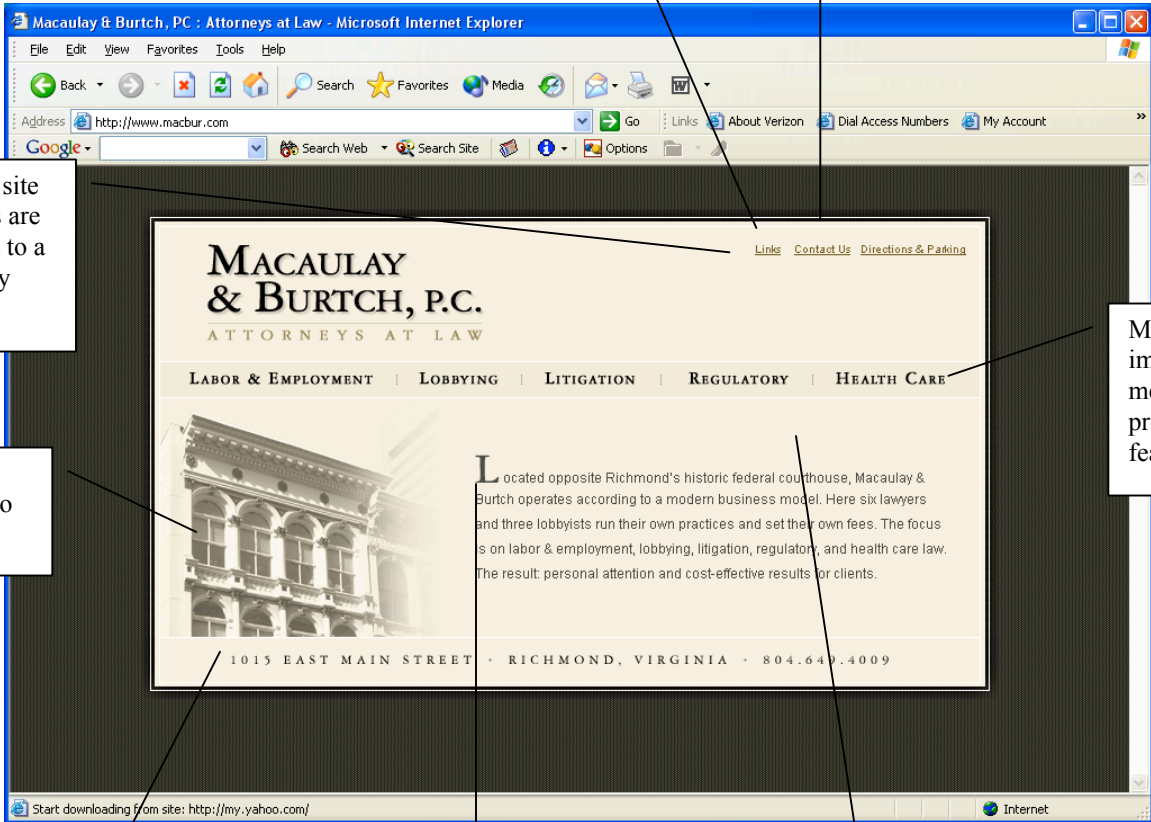 Macaulay & Burtch, PC : Attorneys at Law - Microsoft Internet Explorer
File Edit View Favorites Tools Help
Back Search Favorites Media
Address http://www.macbur.com Go Links About Verizon Dial Access Numbers My Account »
Google Search Web Search Site Options
site
are
to a
Links Contact Us Directions & Parking
MACAULAY
& BURTCH, P.C.
ATTORNEYS AT LAW
LABOR & EMPLOYMENT LOBBYING LITIGATION REGULATORY HEALTH CARE
Located opposite Richmond's historic federal courthouse, Macaulay &
Burtch operates according to a modern business model. Here six lawyers
and three lobbyists run their own practices and set their own fees. The focus
is on labor & employment, lobbying, litigation, regulatory, and health care law.
The result: personal attention and cost-effective results for clients.
1015 EAST MAIN STREET · RICHMOND, VIRGINIA · 804.649.4009
Start downloading from site: http://my.yahoo.com/ Internet